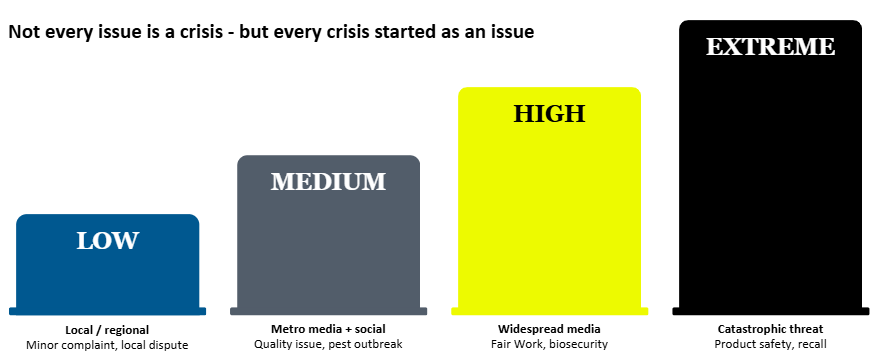 Not every issue is a crisis - but every crisis started as an issue
LOW
MEDIUM
HIGH
EXTREME
Local / regional
Minor complaint, local dispute
Metro media + social
Quality issue, pest outbreak
Widespread media
Fair Work, biosecurity
Catastrophic threat
Product safety, recall